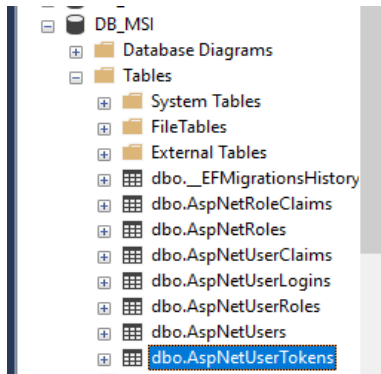 DB_MSI
Database Diagrams
Tables
System Tables
FileTables
External Tables
dbo.__EFMigrationsHistory
dbo.AspNetRoleClaims
dbo.AspNetRoles
dbo.AspNetUserClaims
dbo.AspNetUserLogins
dbo.AspNetUserRoles
dbo.AspNetUsers
dbo.AspNetUserTokens